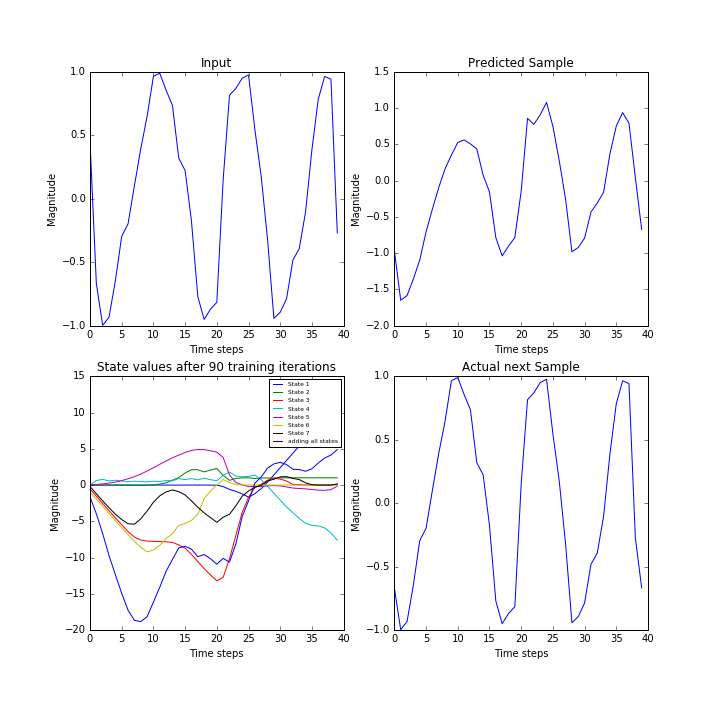 Input
Magnitude
1.0
0.5
0.0
−0.5
−1.0
0 5 10 15 20 25 30 35 40
Time steps
Predicted Sample
Magnitude
1.5
1.0
0.5
0.0
−0.5
−1.0
−1.5
−2.0
0 5 10 15 20 25 30 35 40
Time steps
State values after 90 training iterations
Magnitude
15
10
5
0
−5
−10
−15
−20
0 5 10 15 20 25 30 35 40
Time steps
State 1
State 2
State 3
State 4
State 5
State 6
State 7
adding all states
Actual next Sample
Magnitude
1.0
0.5
0.0
−0.5
−1.0
0 5 10 15 20 25 30 35 40
Time steps